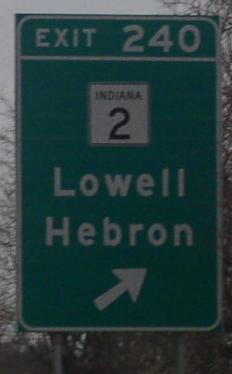 EXIT 240
INDIANA
2
Lowell
Hebron